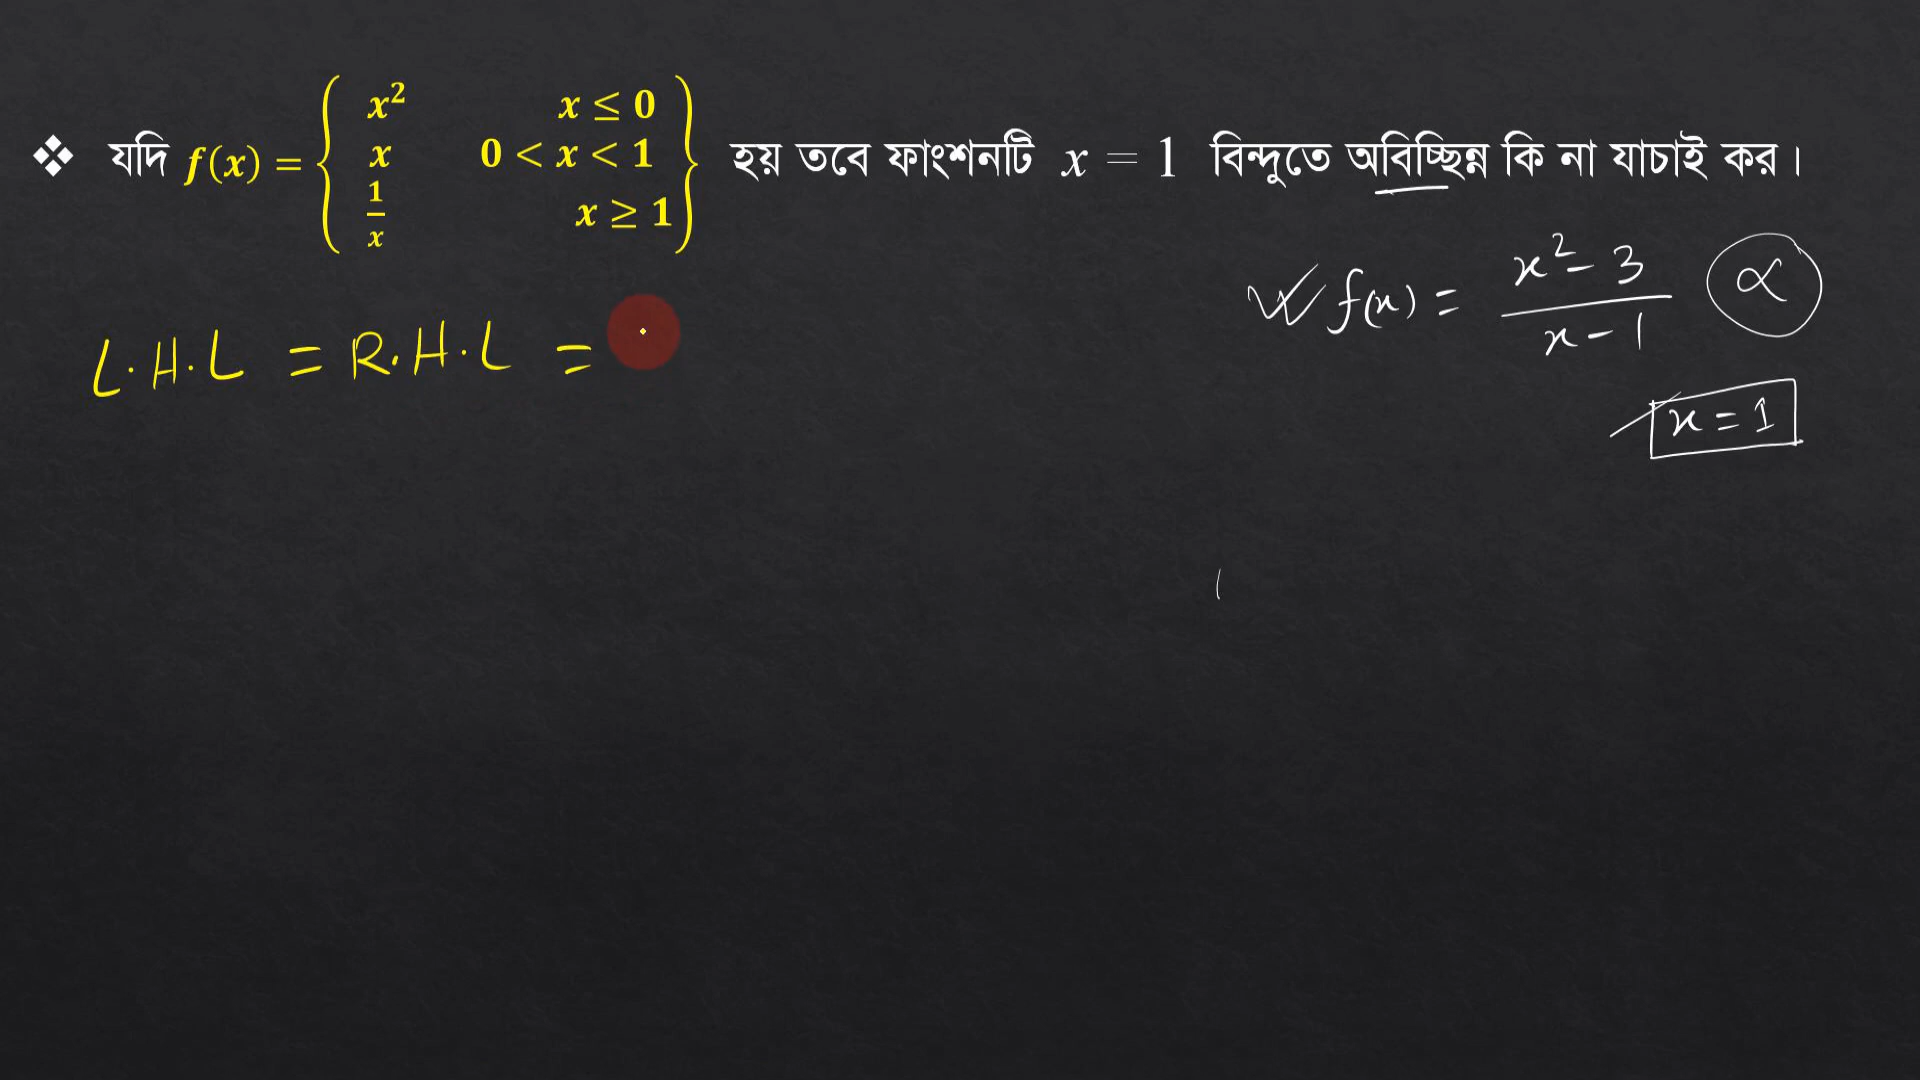 ❖ যদি f(x) = { x² x ≤ 0
x 0 < x < 1
1/x x ≥ 1 } হয় তবে ফাংশনটি x = 1 বিন্দুতে অবিচ্ছিন্ন কি না যাচাই কর।
f(x) = (x² - 3)/(x - 1) ∝
L.H.L = R.H.L =
x = 1